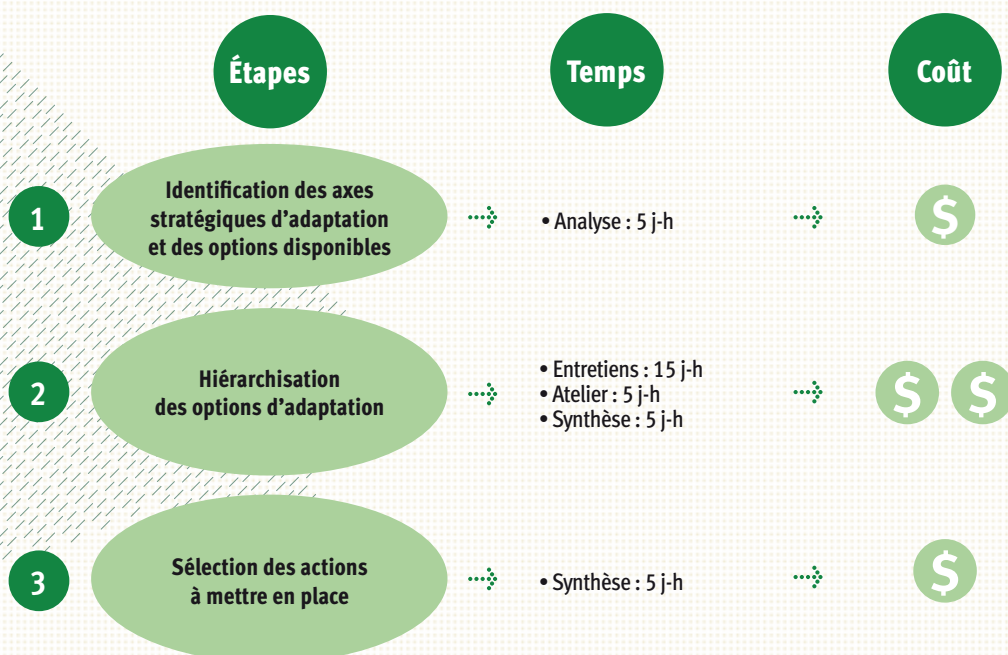 Étapes
Temps
Coût
1
Identification des axes
stratégiques d'adaptation
et des options disponibles
• Analyse : 5 j-h
$
2
Hiérarchisation
des options d'adaptation
• Entretiens : 15 j-h
• Atelier : 5 j-h
• Synthèse : 5 j-h
$ $
3
Sélection des actions
à mettre en place
• Synthèse : 5 j-h
$